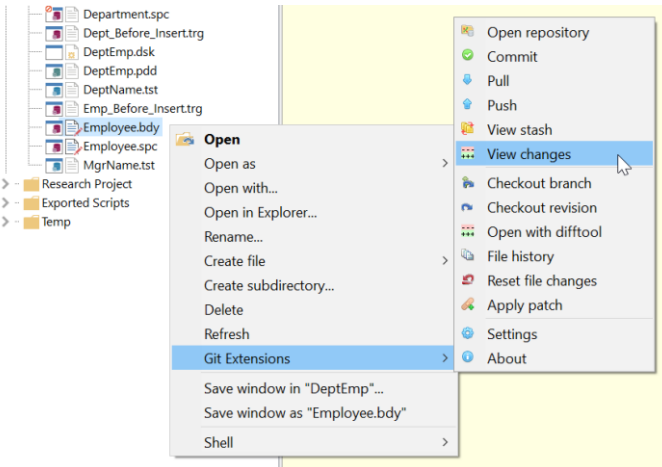 Department.spc
Dept_Before_Insert.trg
DeptEmp.dsk
DeptEmp.pdd
DeptName.tst
Emp_Before_Insert.trg
Employee.bdy
Employee.spc
MgrName.tst
Research Project
Exported Scripts
Temp
Open
Open as
Open with...
Open in Explorer...
Rename...
Create file
Create subdirectory...
Delete
Refresh
Git Extensions
Save window in "DeptEmp"...
Save window as "Employee.bdy"
Shell
Open repository
Commit
Pull
Push
View stash
View changes
Checkout branch
Checkout revision
Open with difftool
File history
Reset file changes
Apply patch
Settings
About